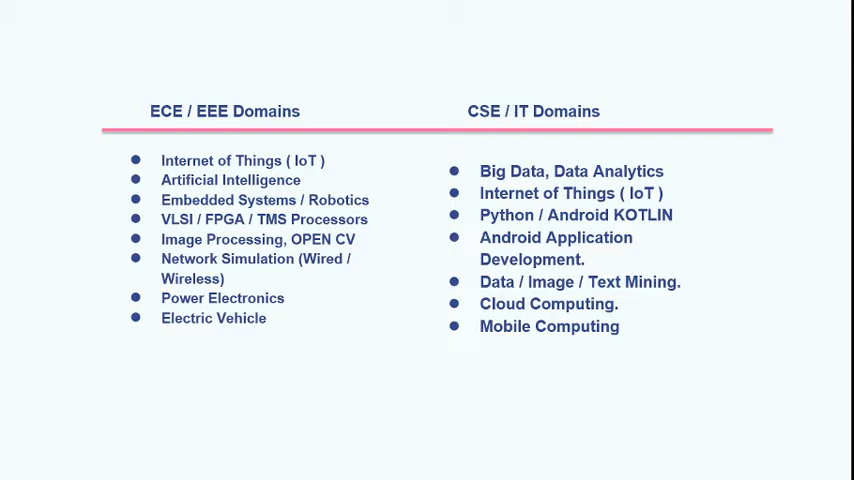 ECE / EEE Domains
Internet of Things ( IoT )
Artificial Intelligence
Embedded Systems / Robotics
VLSI / FPGA / TMS Processors
Image Processing, OPEN CV
Network Simulation (Wired /
Wireless)
Power Electronics
Electric Vehicle
CSE / IT Domains
Big Data, Data Analytics
Internet of Things ( IoT )
Python / Android KOTLIN
Android Application
Development.
Data / Image / Text Mining.
Cloud Computing.
Mobile Computing